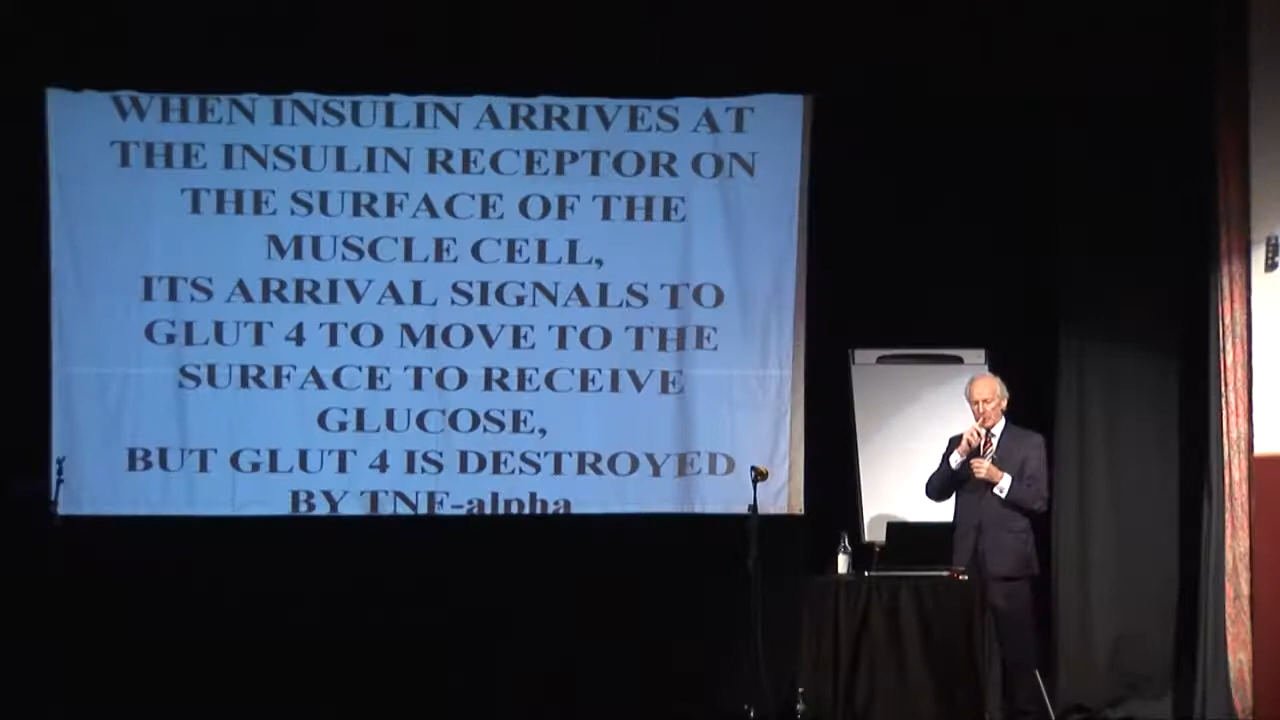 WHEN INSULIN ARRIVES AT
THE INSULIN RECEPTOR ON
THE SURFACE OF THE
MUSCLE CELL,
ITS ARRIVAL SIGNALS TO
GLUT 4 TO MOVE TO THE
SURFACE TO RECEIVE
GLUCOSE,
BUT GLUT 4 IS DESTROYED
BY TNF-alpha